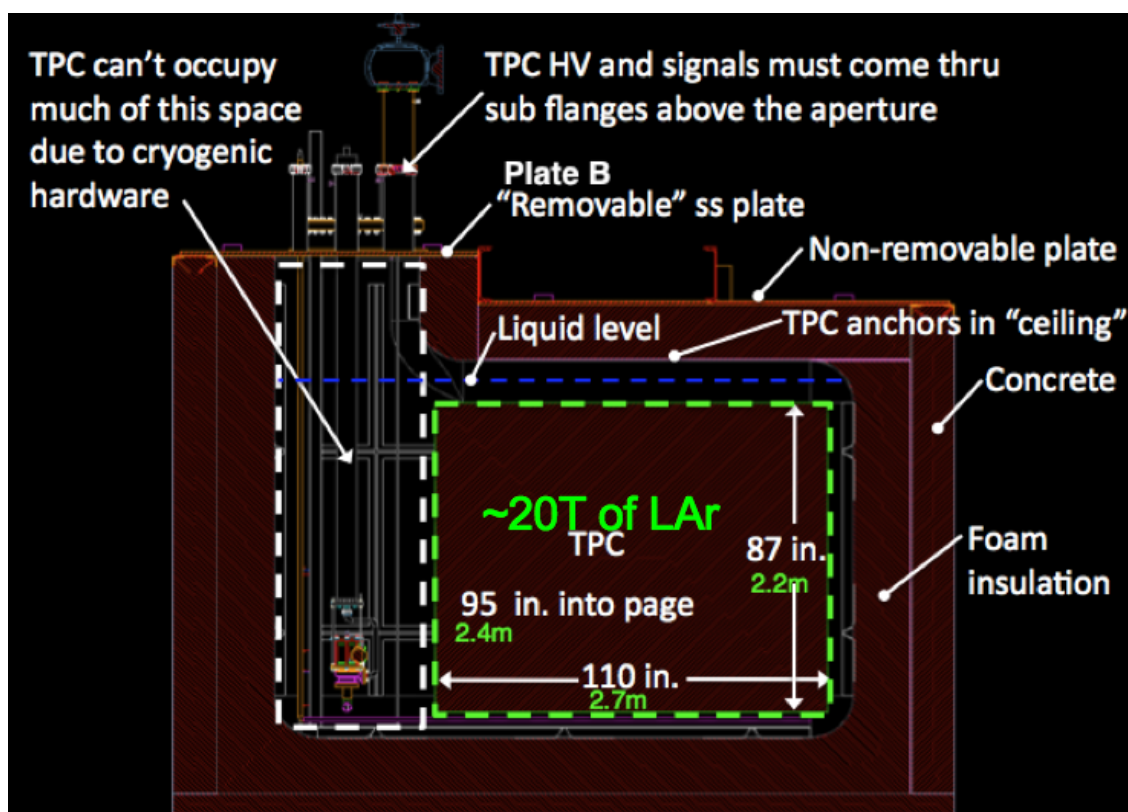 TPC can’t occupy
much of this space
due to cryogenic
hardware
TPC HV and signals must come thru
sub flanges above the aperture
Plate B
“Removable” ss plate
Non-removable plate
TPC anchors in “ceiling”
Liquid level
Concrete
~20T of LAr
TPC
87 in.
2.2m
95 in. into page
2.4m
110 in.
2.7m
Foam
insulation